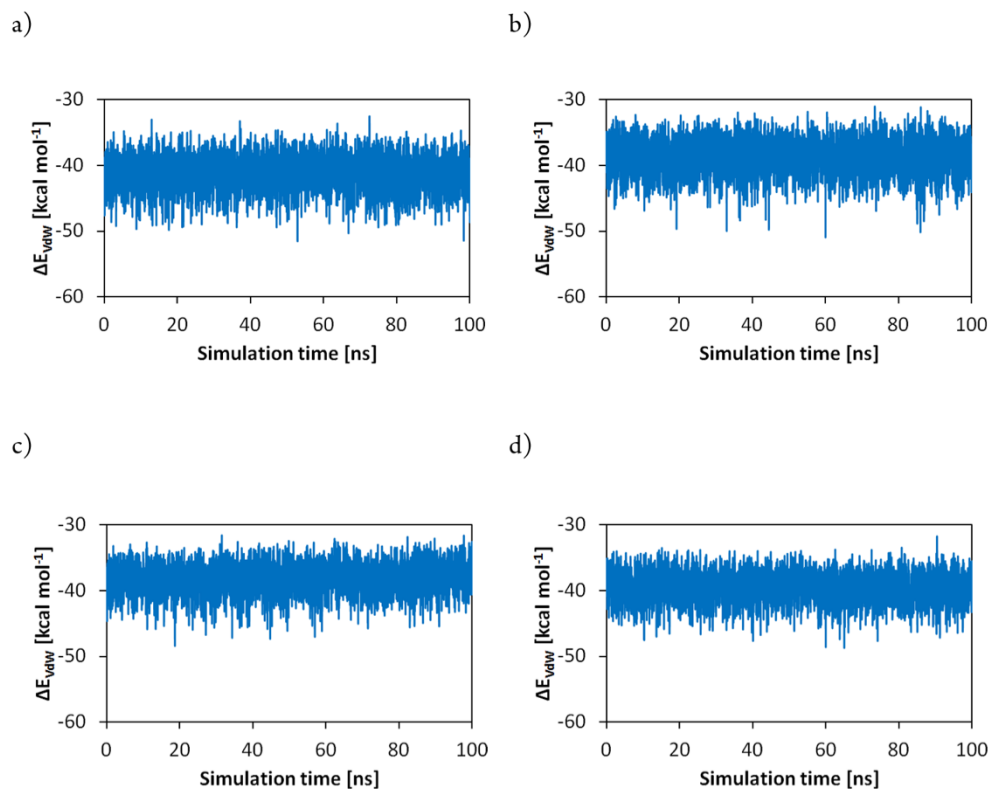 a)
-30
-40
-50
-60
ΔEVdW [kcal mol-1]
0 20 40 60 80 100
Simulation time [ns]
b)
-30
-40
-50
-60
ΔEVdW [kcal mol-1]
0 20 40 60 80 100
Simulation time [ns]
c)
-30
-40
-50
-60
ΔEVdW [kcal mol-1]
0 20 40 60 80 100
Simulation time [ns]
d)
-30
-40
-50
-60
ΔEVdW [kcal mol-1]
0 20 40 60 80 100
Simulation time [ns]